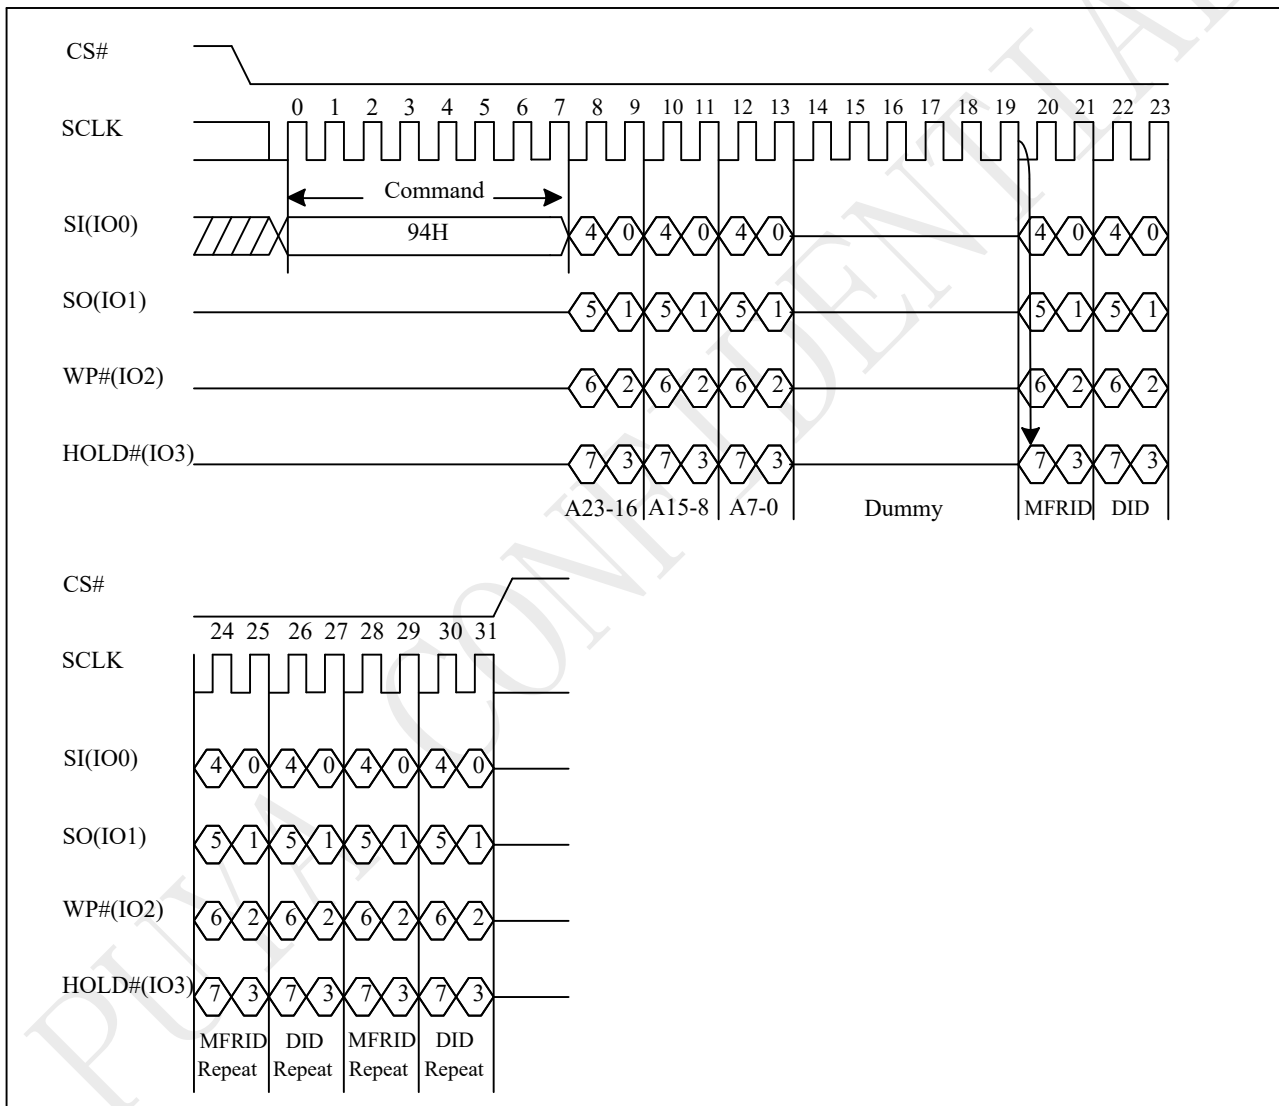 CS#
0 1 2 3 4 5 6 7 8 9 10 11 12 13 14 15 16 17 18 19 20 21 22 23
SCLK
Command
SI(IO0) 94H 4 0 4 0 4 0 4 0 4 0
SO(IO1) 5 1 5 1 5 1 5 1 5 1
WP#(IO2) 6 2 6 2 6 2 6 2 6 2
HOLD#(IO3) 7 3 7 3 7 3 7 3 7 3
A23-16 A15-8 A7-0 Dummy MFRID DID
CS#
24 25 26 27 28 29 30 31
SCLK
SI(IO0) 4 0 4 0 4 0 4 0
SO(IO1) 5 1 5 1 5 1 5 1
WP#(IO2) 6 2 6 2 6 2 6 2
HOLD#(IO3) 7 3 7 3 7 3 7 3
MFRID DID MFRID DID
Repeat Repeat Repeat Repeat
PUYA CONFIDENTIAL